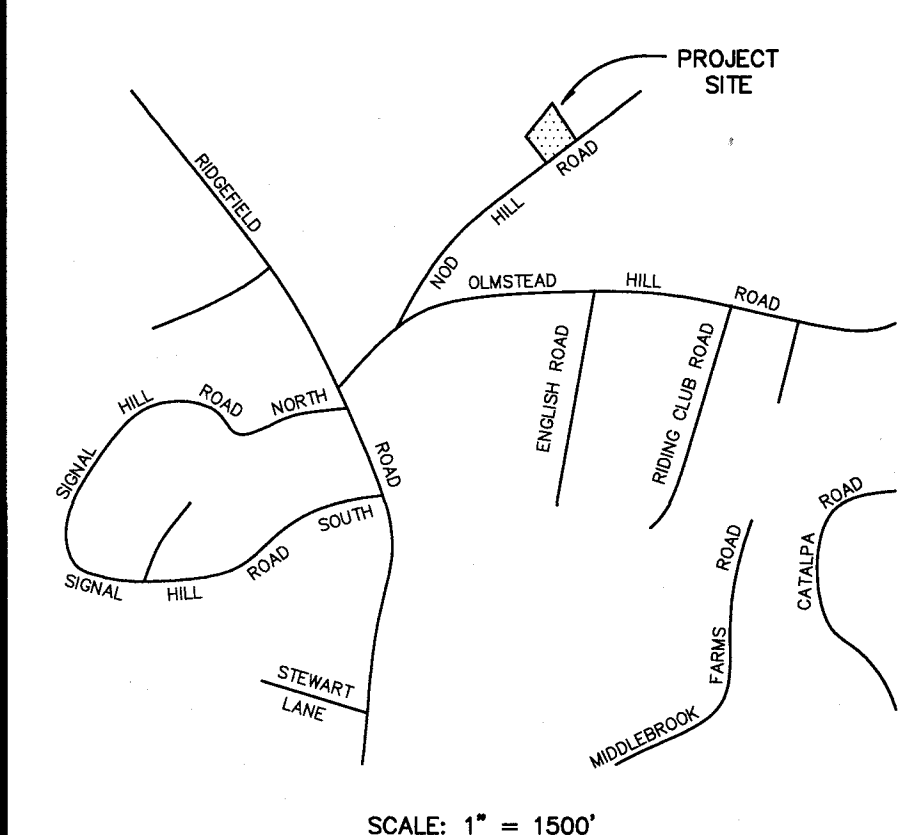 PROJECT
SITE
RIDGEFIELD
ROAD
NOD
HILL
ROAD
OLMSTEAD
HILL
ROAD
ENGLISH ROAD
RIDING CLUB ROAD
SIGNAL
HILL
ROAD
NORTH
SIGNAL
HILL
ROAD
SOUTH
STEWART
LANE
MIDDLEBROOK
FARMS
ROAD
CATALPA
ROAD
SCALE: 1" = 1500'